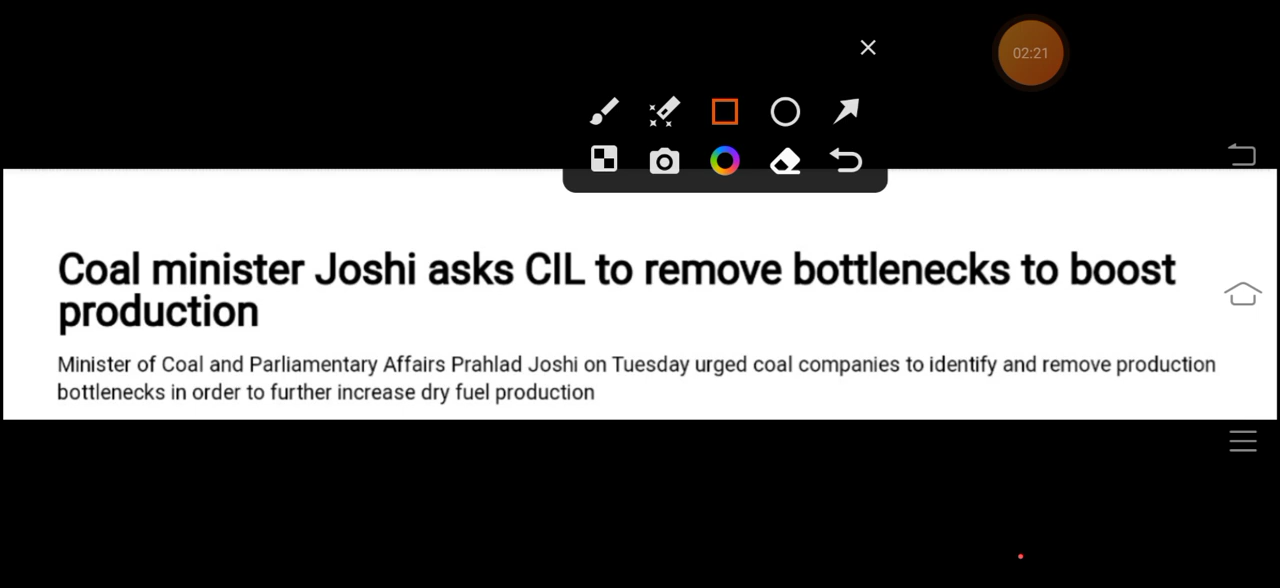 02:21
Coal minister Joshi asks CIL to remove bottlenecks to boost
production
Minister of Coal and Parliamentary Affairs Prahlad Joshi on Tuesday urged coal companies to identify and remove production
bottlenecks in order to further increase dry fuel production